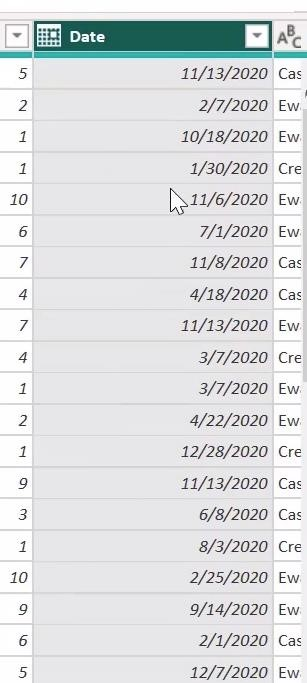 Date ABC
5 11/13/2020 Cas
2 2/7/2020 Ew
1 10/18/2020 Ew
1 1/30/2020 Cre
10 11/6/2020 Ew
6 7/1/2020 Ew
7 11/8/2020 Cas
4 4/18/2020 Cas
7 11/13/2020 Ew
4 3/7/2020 Cre
1 3/7/2020 Ew
2 4/22/2020 Ew
1 12/28/2020 Cre
9 11/13/2020 Cas
3 6/8/2020 Cas
1 8/3/2020 Cre
10 2/25/2020 Ew
9 9/14/2020 Ew
6 2/1/2020 Cas
5 12/7/2020 Ew